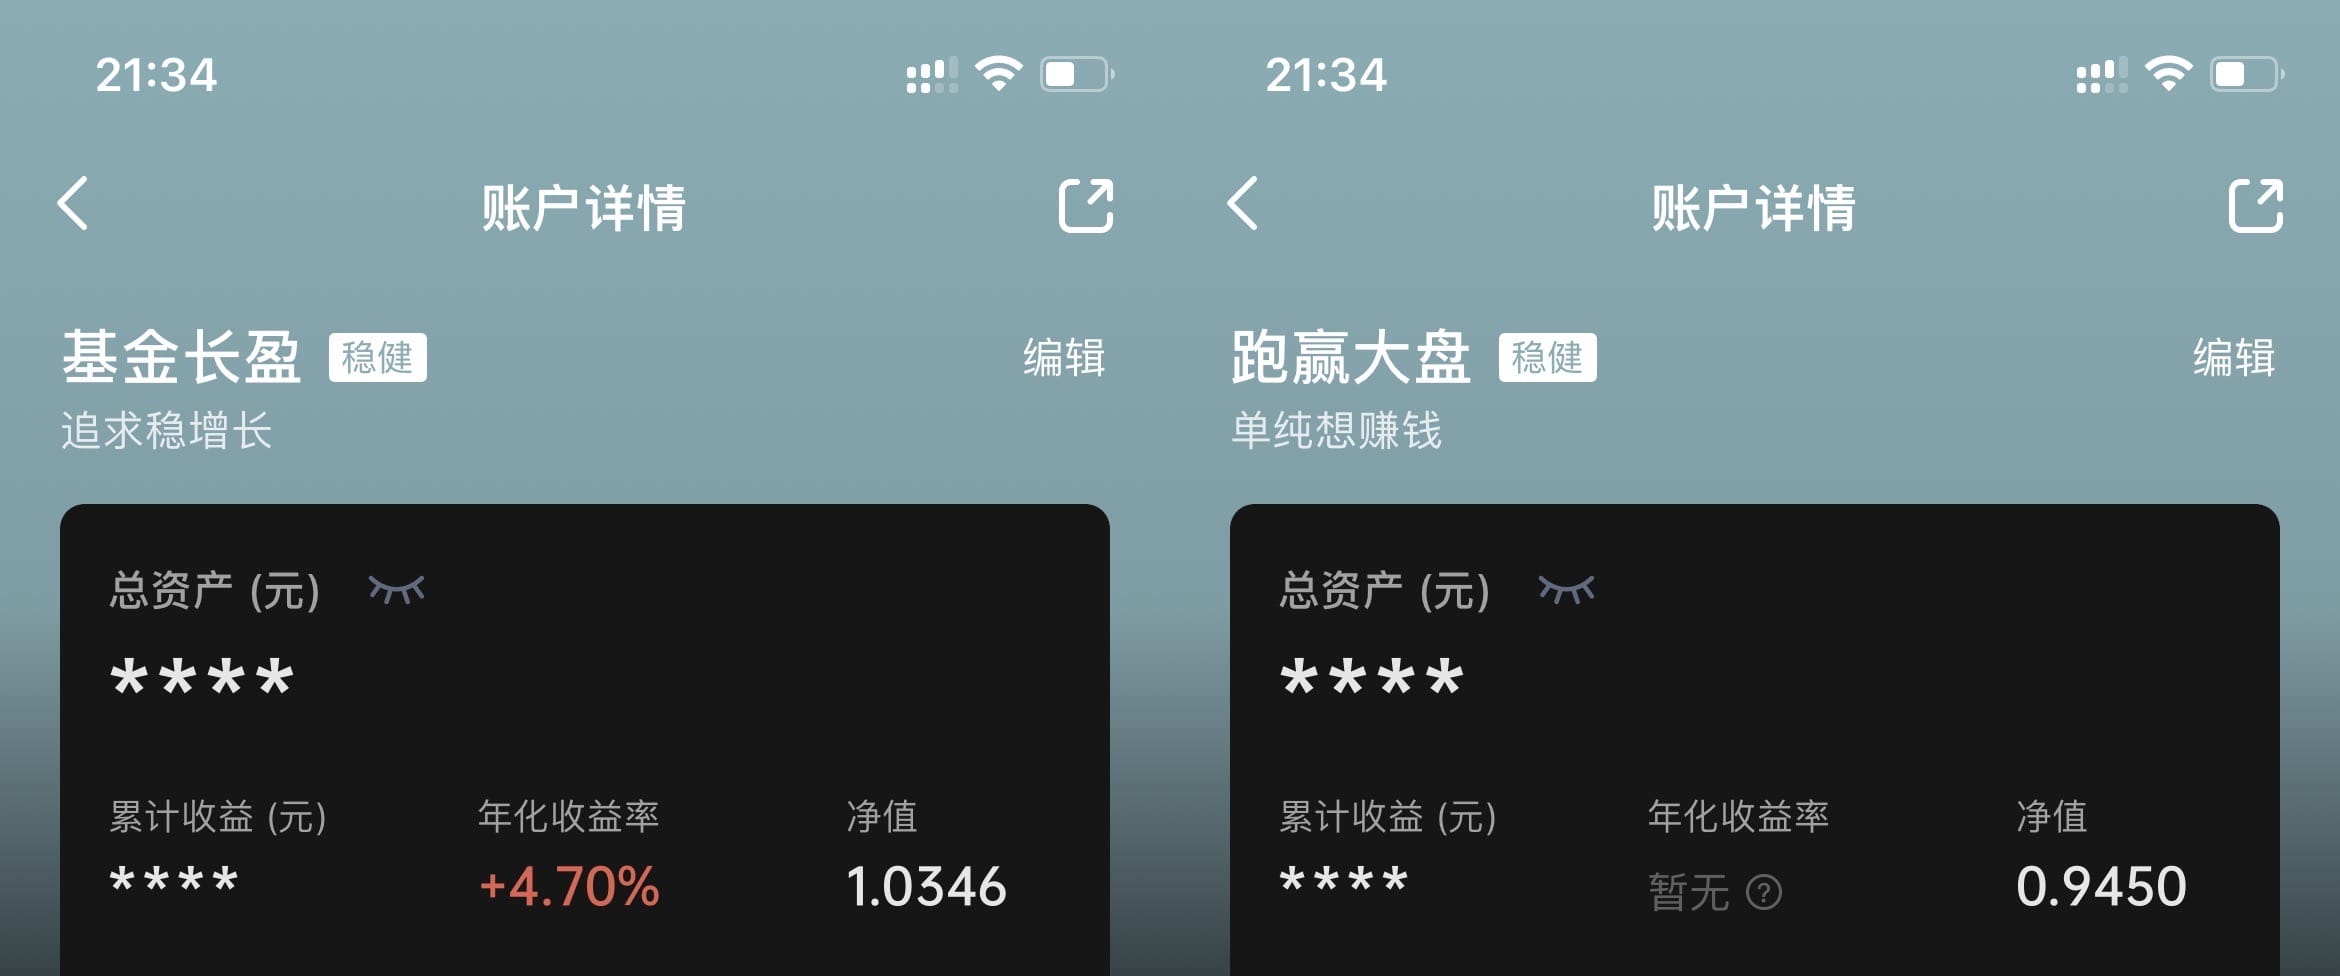 21:34
账户详情
基金长盈 稳健 编辑
追求稳增长
总资产 (元)
****
累计收益 (元) 年化收益率 净值
**** +4.70% 1.0346
21:34
账户详情
跑赢大盘 稳健 编辑
单纯想赚钱
总资产 (元)
****
累计收益 (元) 年化收益率 净值
**** 暂无 ? 0.9450